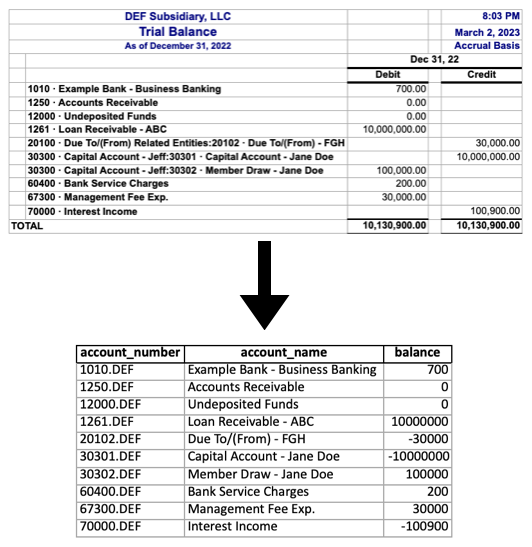 DEF Subsidiary, LLC 8:03 PM
Trial Balance March 2, 2023
As of December 31, 2022 Accrual Basis
Dec 31, 22
Debit Credit
1010 · Example Bank - Business Banking 700.00
1250 · Accounts Receivable 0.00
12000 · Undeposited Funds 0.00
1261 · Loan Receivable - ABC 10,000,000.00
20100 · Due To/(From) Related Entities:20102 · Due To/(From) - FGH 30,000.00
30300 · Capital Account - Jeff:30301 · Capital Account - Jane Doe 10,000,000.00
30300 · Capital Account - Jeff:30302 · Member Draw - Jane Doe 100,000.00
60400 · Bank Service Charges 200.00
67300 · Management Fee Exp. 30,000.00
70000 · Interest Income 100,900.00
TOTAL 10,130,900.00 10,130,900.00
account_number account_name balance
1010.DEF Example Bank - Business Banking 700
1250.DEF Accounts Receivable 0
12000.DEF Undeposited Funds 0
1261.DEF Loan Receivable - ABC 10000000
20102.DEF Due To/(From) - FGH -30000
30301.DEF Capital Account - Jane Doe -10000000
30302.DEF Member Draw - Jane Doe 100000
60400.DEF Bank Service Charges 200
67300.DEF Management Fee Exp. 30000
70000.DEF Interest Income -100900